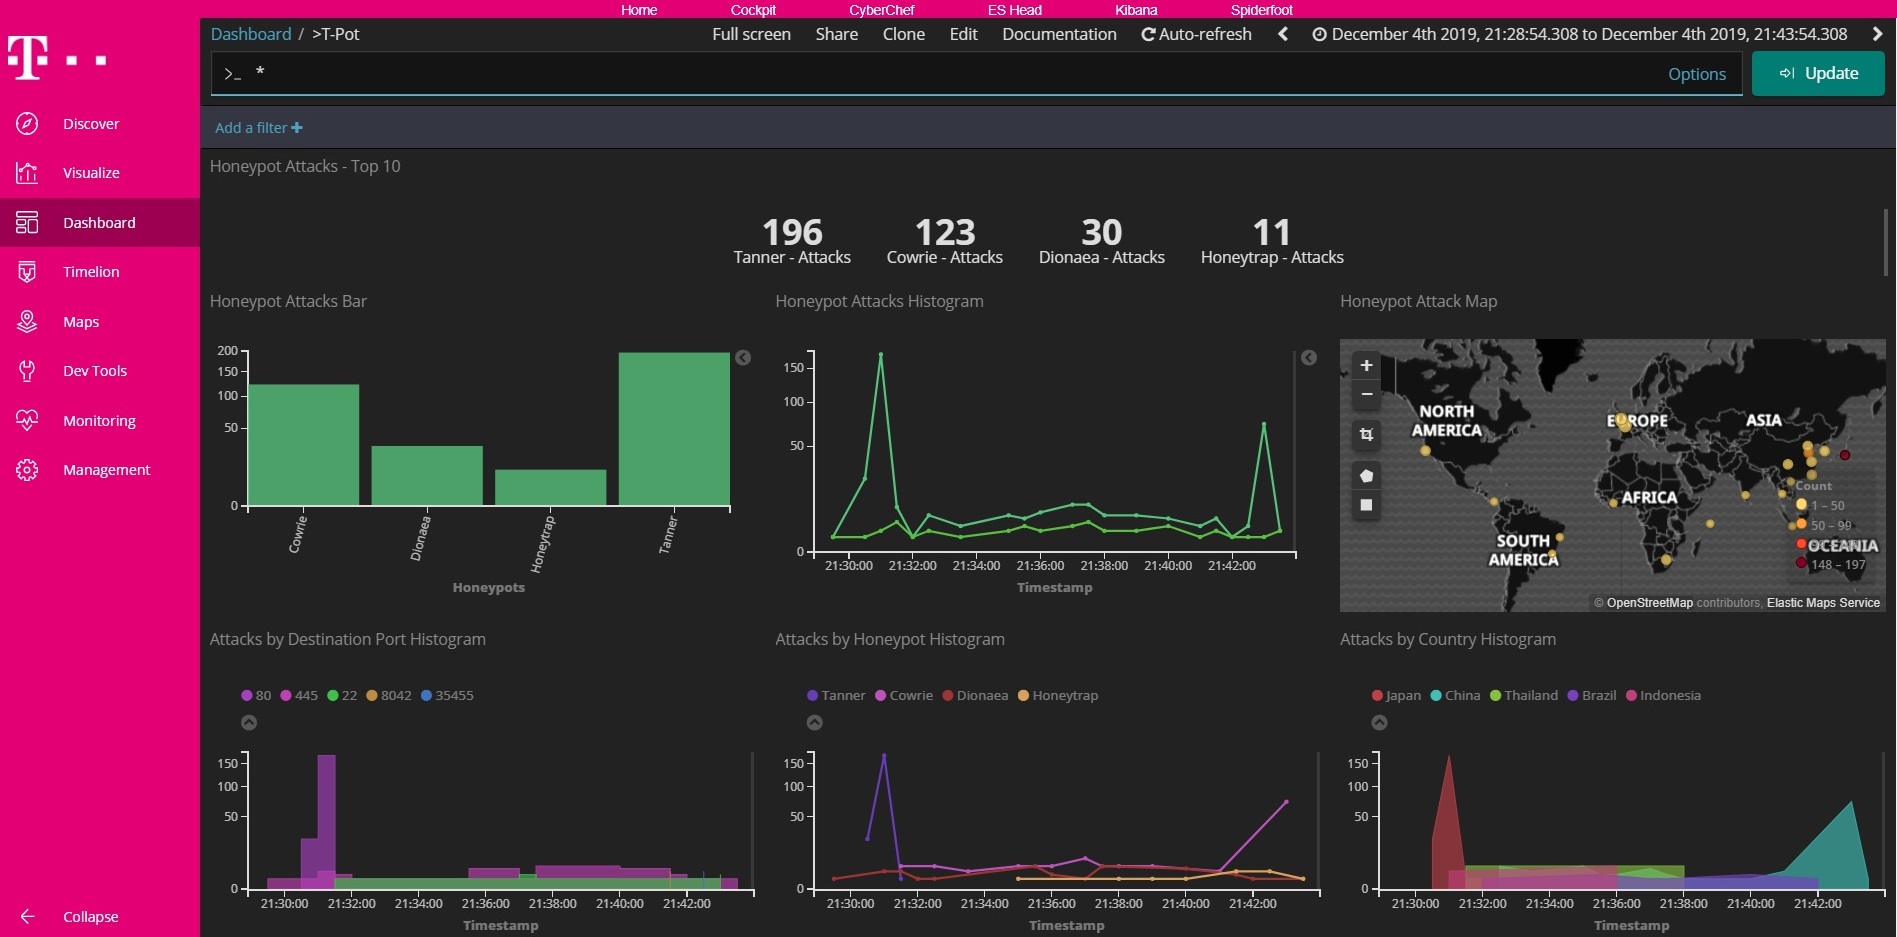 Home Cockpit CyberChef ES Head Kibana Spiderfoot
T
Dashboard / >T-Pot Full screen Share Clone Edit Documentation Auto-refresh December 4th 2019, 21:28:54.308 to December 4th 2019, 21:43:54.308
>_ * Options Update
Add a filter +
Discover
Visualize
Dashboard
Timelion
Maps
Dev Tools
Monitoring
Management
Collapse
Honeypot Attacks - Top 10
196 123 30 11
Tanner - Attacks Cowrie - Attacks Dionaea - Attacks Honeytrap - Attacks
Honeypot Attacks Bar
200
150
100
50
0
Cowrie Dionaea Honeytrap Tanner
Honeypots
Honeypot Attacks Histogram
150
100
50
0
21:30:00 21:32:00 21:34:00 21:36:00 21:38:00 21:40:00 21:42:00
Timestamp
Honeypot Attack Map
+
−
NORTH
AMERICA
EUROPE
ASIA
AFRICA
SOUTH
AMERICA
OCEANIA
Count
1 – 50
50 – 99
148 – 197
© OpenStreetMap contributors, Elastic Maps Service
Attacks by Destination Port Histogram
80 445 22 8042 35455
150
100
50
0
21:30:00 21:32:00 21:34:00 21:36:00 21:38:00 21:40:00 21:42:00
Timestamp
Attacks by Honeypot Histogram
Tanner Cowrie Dionaea Honeytrap
150
100
50
0
21:30:00 21:32:00 21:34:00 21:36:00 21:38:00 21:40:00 21:42:00
Timestamp
Attacks by Country Histogram
Japan China Thailand Brazil Indonesia
150
100
50
0
21:30:00 21:32:00 21:34:00 21:36:00 21:38:00 21:40:00 21:42:00
Timestamp